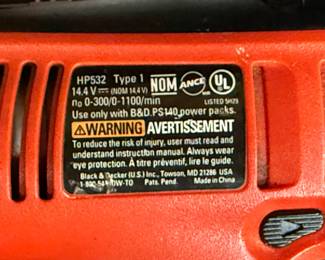 HP532 Type 1
14.4 V⎓ (NOM 14.4 V)
n₀ 0-300/0-1100/min
NOM ANCE UL
LISTED
Use only with B&D.PS140 power packs.
⚠WARNING AVERTISSEMENT
To reduce the risk of injury, user must read and
understand instruction manual. Always wear
eye protection. À titre préventif, lire le guide.
Black & Decker (U.S.) Inc., Towson, MD 21286 USA
Pats. Pend. Made in China